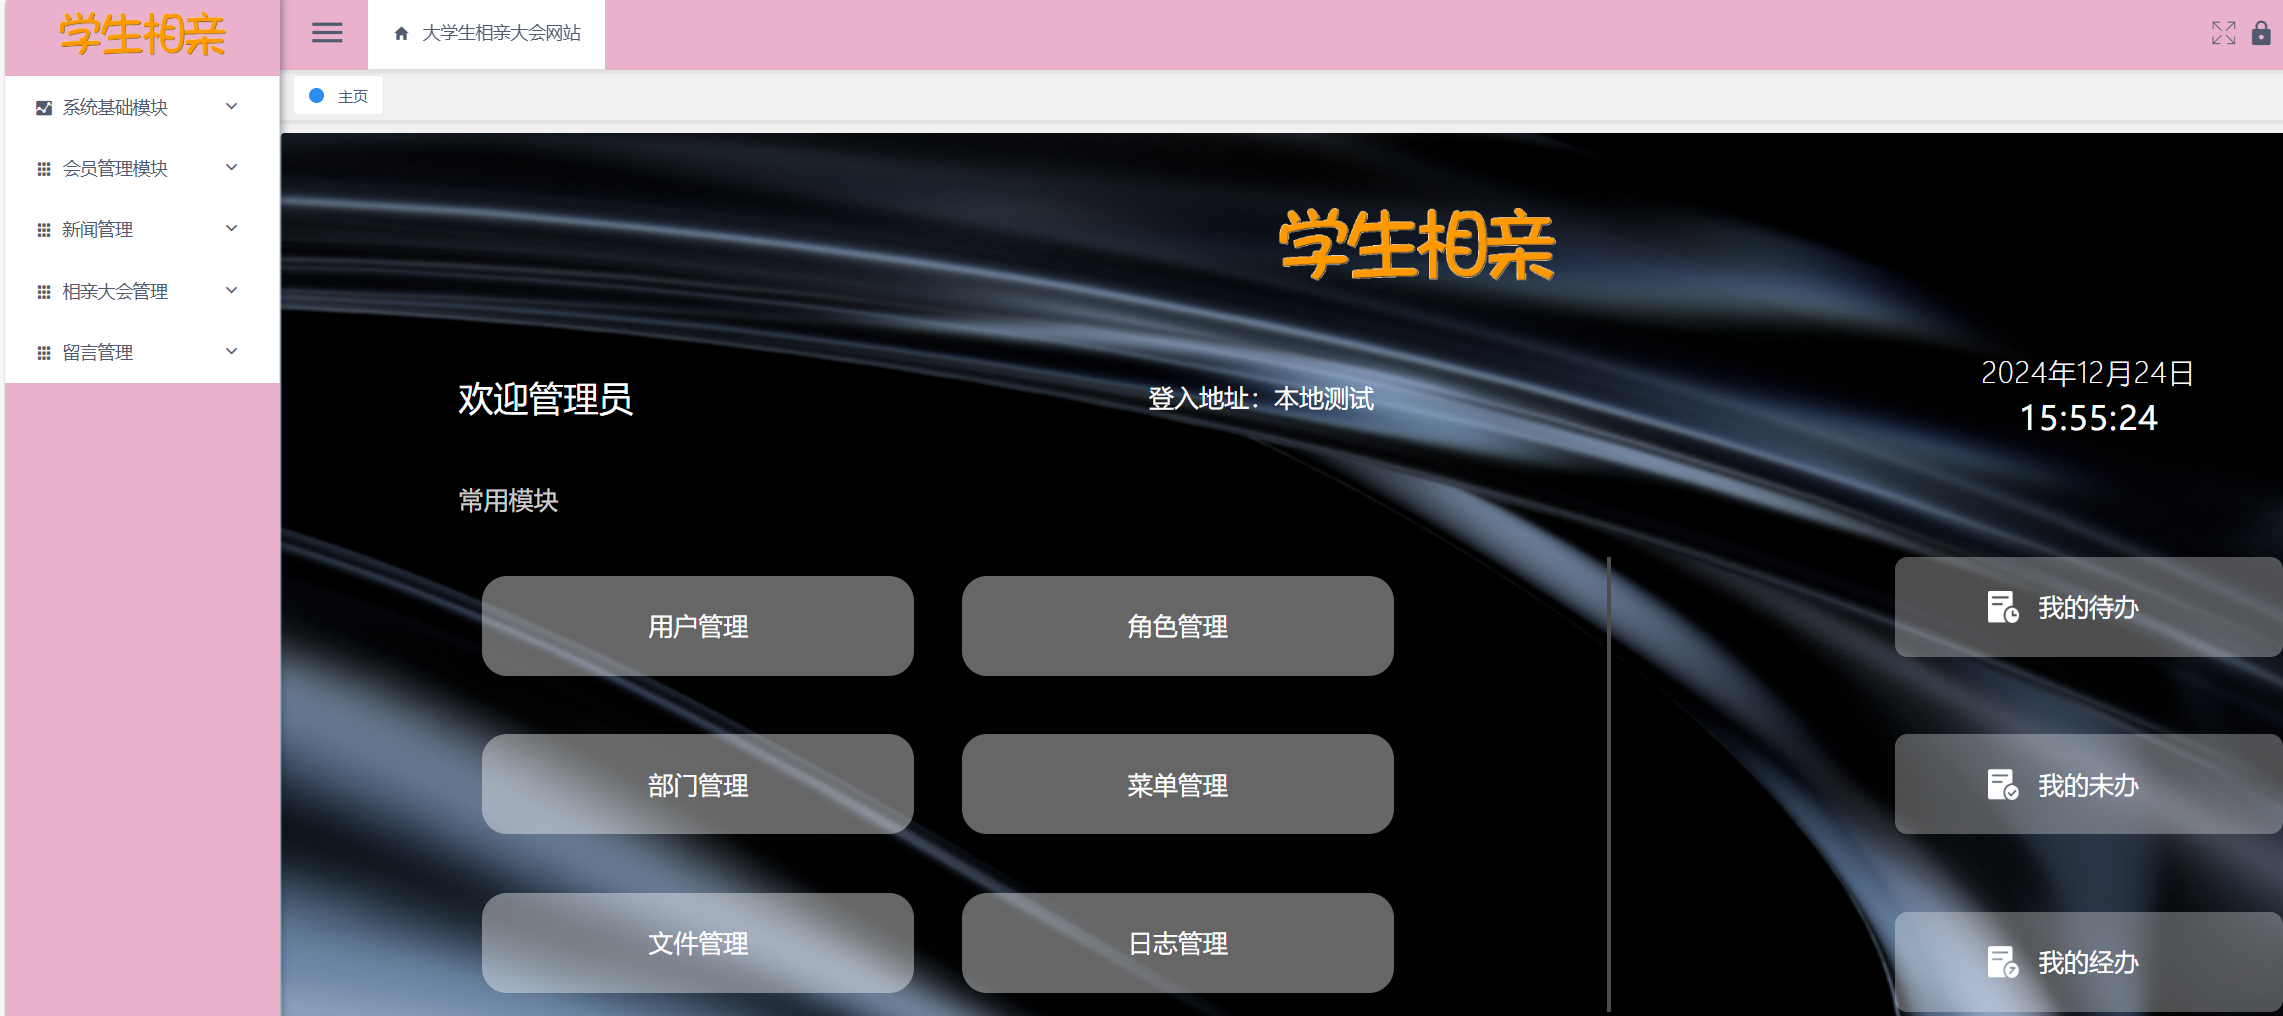 学生相亲
大学生相亲大会网站
主页
系统基础模块
会员管理模块
新闻管理
相亲大会管理
留言管理
学生相亲
欢迎管理员
登入地址：本地测试
2024年12月24日
15:55:24
常用模块
用户管理
角色管理
部门管理
菜单管理
文件管理
日志管理
我的待办
我的未办
我的经办